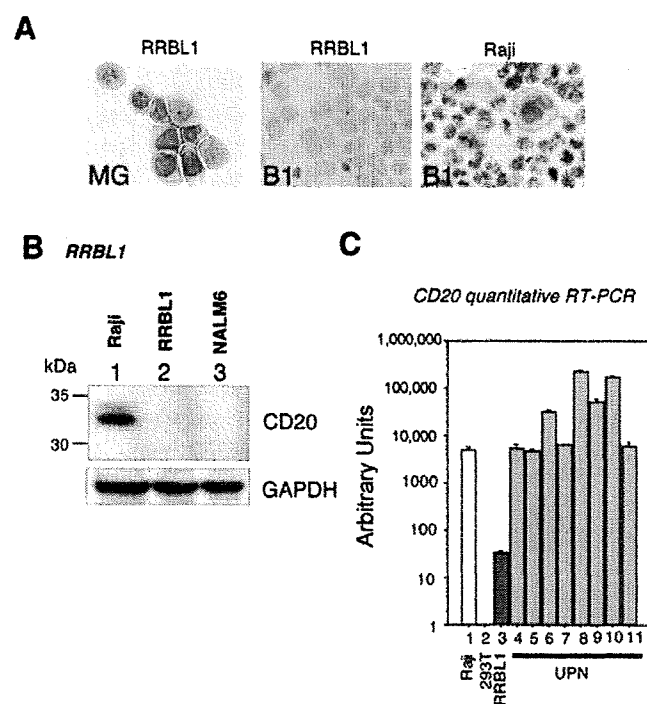 A
RRBL1
RRBL1
Raji
MG
B1
B1
B
RRBL1
Raji
RRBL1
NALM6
kDa
1
2
3
35
30
CD20
GAPDH
C
CD20 quantitative RT-PCR
Arbitrary Units
1,000,000
100,000
10,000
1000
100
10
1
1 2 3 4 5 6 7 8 9 10 11
Raji
293T
RRBL1
UPN